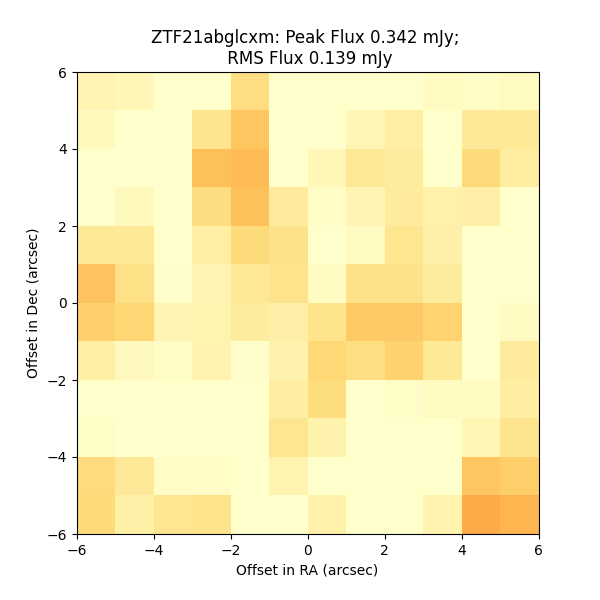 ZTF21abglcxm: Peak Flux 0.342 mJy;
RMS Flux 0.139 mJy
6
4
2
0
−2
−4
−6
Offset in Dec (arcsec)
−6 −4 −2 0 2 4 6
Offset in RA (arcsec)